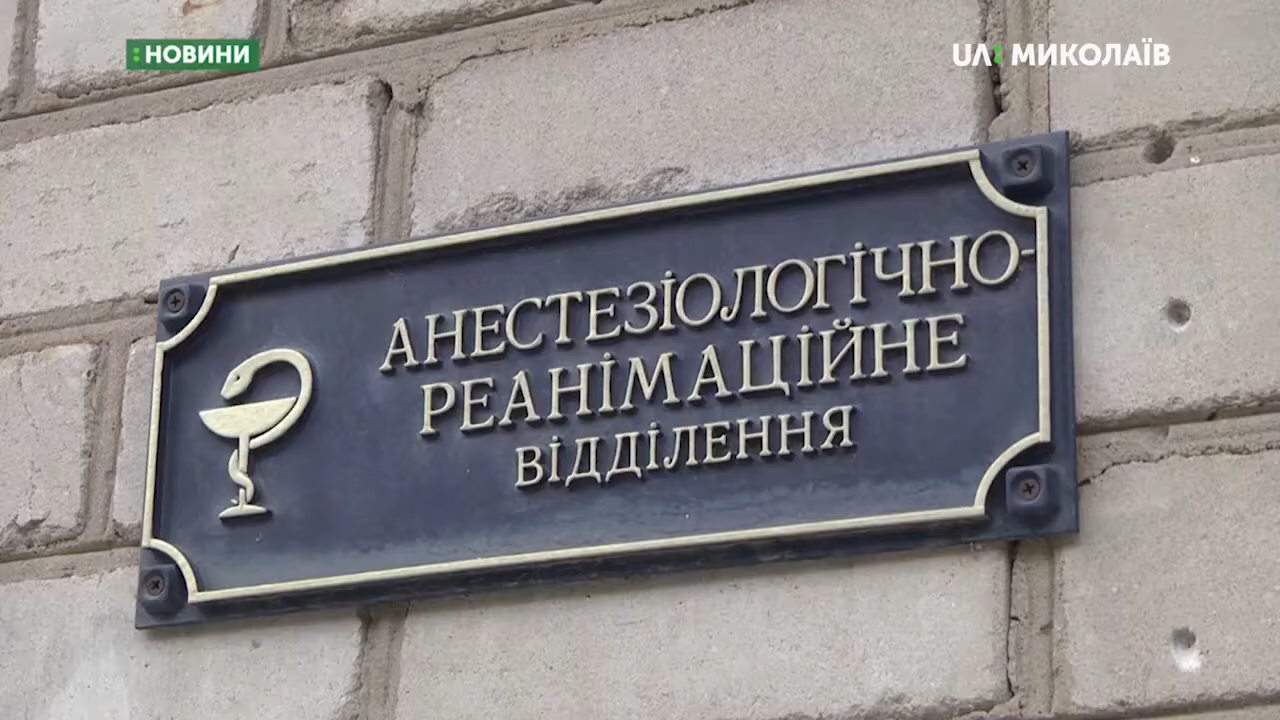 :НОВИНИ
UA: МИКОЛАЇВ
АНЕСТЕЗІОЛОГІЧНО-
РЕАНІМАЦІЙНЕ
ВІДДІЛЕННЯ